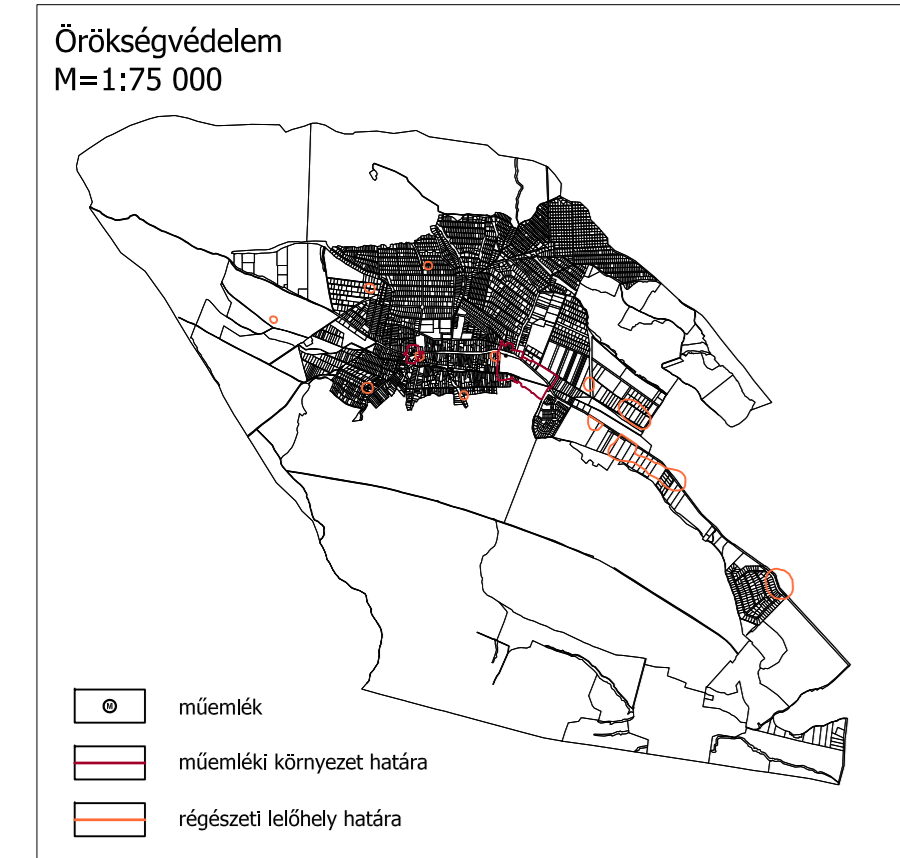 Örökségvédelem
M=1:75 000
M műemlék
műemléki környezet határa
régészeti lelőhely határa